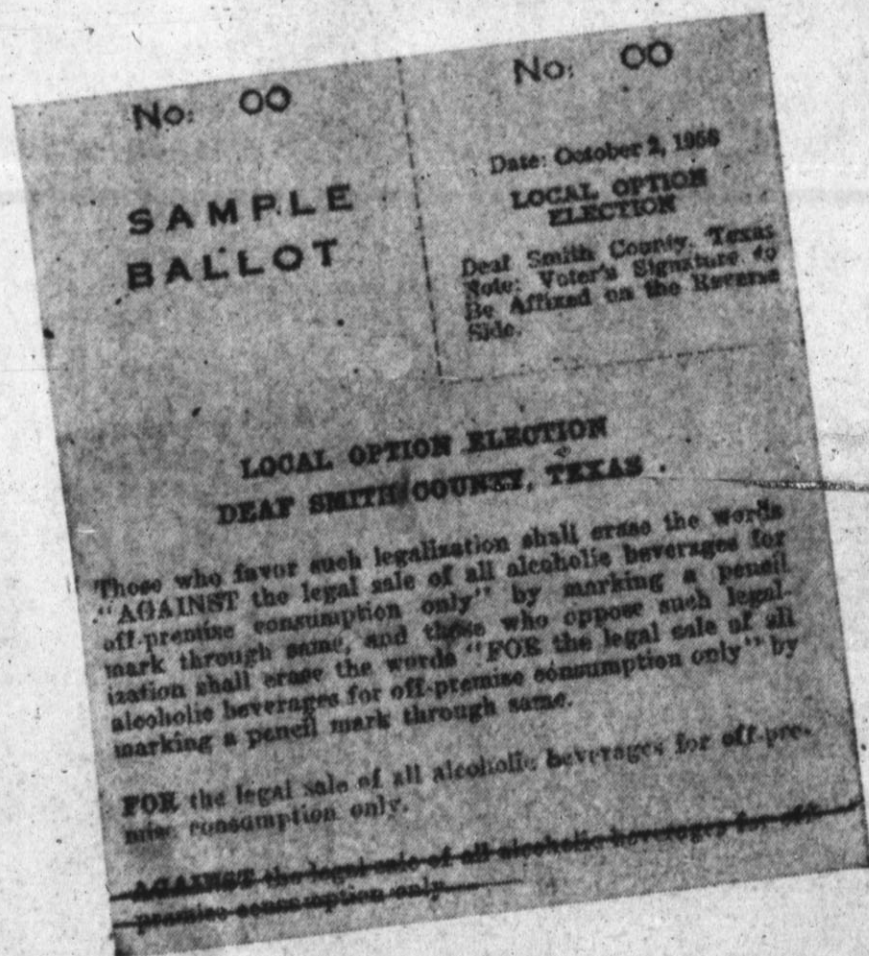 No: OO
SAMPLE
BALLOT
No: OO
Date: October 2, 1956
LOCAL OPTION
ELECTION
Deaf Smith County, Texas
Note: Voter's Signature to
Be Affixed on the Reverse
Side.
LOCAL OPTION ELECTION
DEAF SMITH COUNTY, TEXAS
Those who favor such legalization shall erase the words
"AGAINST the legal sale of all alcoholic beverages for
off-premise consumption only" by marking a pencil
mark through same, and those who oppose such legal-
ization shall erase the words "FOR the legal sale of all
alcoholic beverages for off-premise consumption only" by
marking a pencil mark through same.
FOR the legal sale of all alcoholic beverages for off-pre-
mise consumption only.
AGAINST the legal sale of all alcoholic beverages for off-
premise consumption only